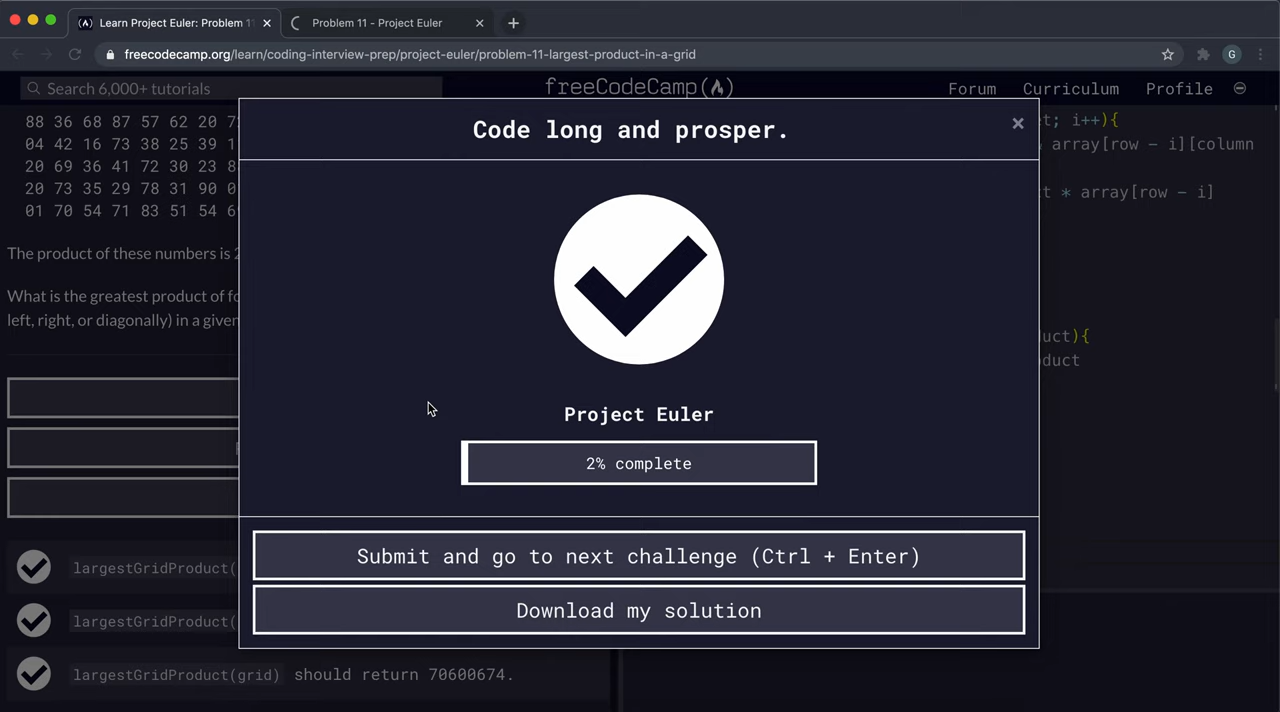 Learn Project Euler: Problem 11
Problem 11 - Project Euler
freecodecamp.org/learn/coding-interview-prep/project-euler/problem-11-largest-product-in-a-grid
G
Search 6,000+ tutorials
freeCodeCamp
Forum Curriculum Profile
88 36 68 87 57 62 20
04 42 16 73 38 25 39
20 69 36 41 72 30 23
20 73 35 29 78 31 90
01 70 54 71 83 51 54
The product of these numbers is
What is the greatest product of
left, right, or diagonally) in a given
i++){
array[row - i][column
* array[row - i]
Code long and prosper.
Project Euler
2% complete
Submit and go to next challenge (Ctrl + Enter)
Download my solution
largestGridProduct(
largestGridProduct(
largestGridProduct(grid) should return 70600674.